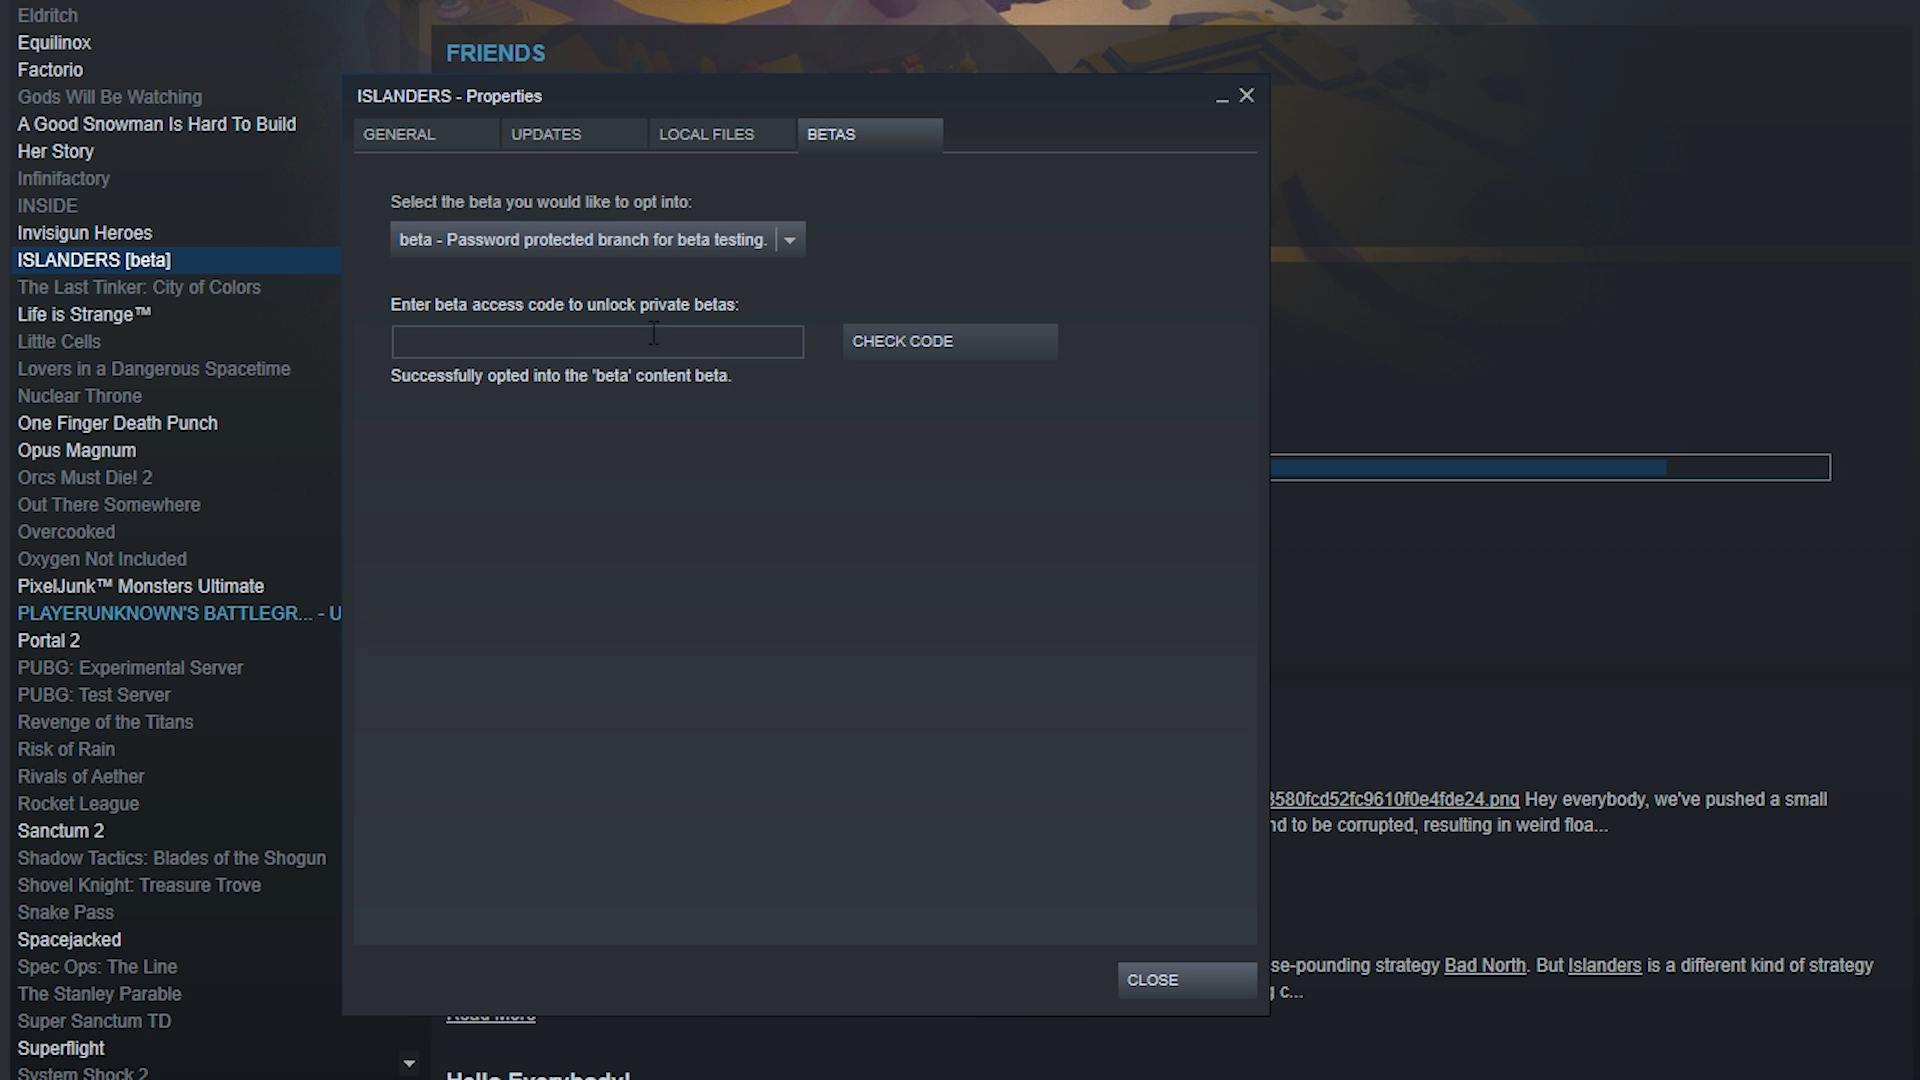 Eldritch
Equilinox
Factorio
Gods Will Be Watching
A Good Snowman Is Hard To Build
Her Story
Infinifactory
INSIDE
Invisigun Heroes
ISLANDERS [beta]
The Last Tinker: City of Colors
Life is Strange™
Little Cells
Lovers in a Dangerous Spacetime
Nuclear Throne
One Finger Death Punch
Opus Magnum
Orcs Must Die! 2
Out There Somewhere
Overcooked
Oxygen Not Included
PixelJunk™ Monsters Ultimate
PLAYERUNKNOWN'S BATTLEGR... - U
Portal 2
PUBG: Experimental Server
PUBG: Test Server
Revenge of the Titans
Risk of Rain
Rivals of Aether
Rocket League
Sanctum 2
Shadow Tactics: Blades of the Shogun
Shovel Knight: Treasure Trove
Snake Pass
Spacejacked
Spec Ops: The Line
The Stanley Parable
Super Sanctum TD
Superflight
System Shock 2
FRIENDS
ISLANDERS - Properties
GENERAL UPDATES LOCAL FILES BETAS
Select the beta you would like to opt into:
beta - Password protected branch for beta testing.
Enter beta access code to unlock private betas:
CHECK CODE
Successfully opted into the 'beta' content beta.
CLOSE
3580fcd52fc9610f0e4fde24.png Hey everybody, we've pushed a small
nd to be corrupted, resulting in weird floa...
se-pounding strategy Bad North. But Islanders is a different kind of strategy
c...
Read More
Hello Everybody!